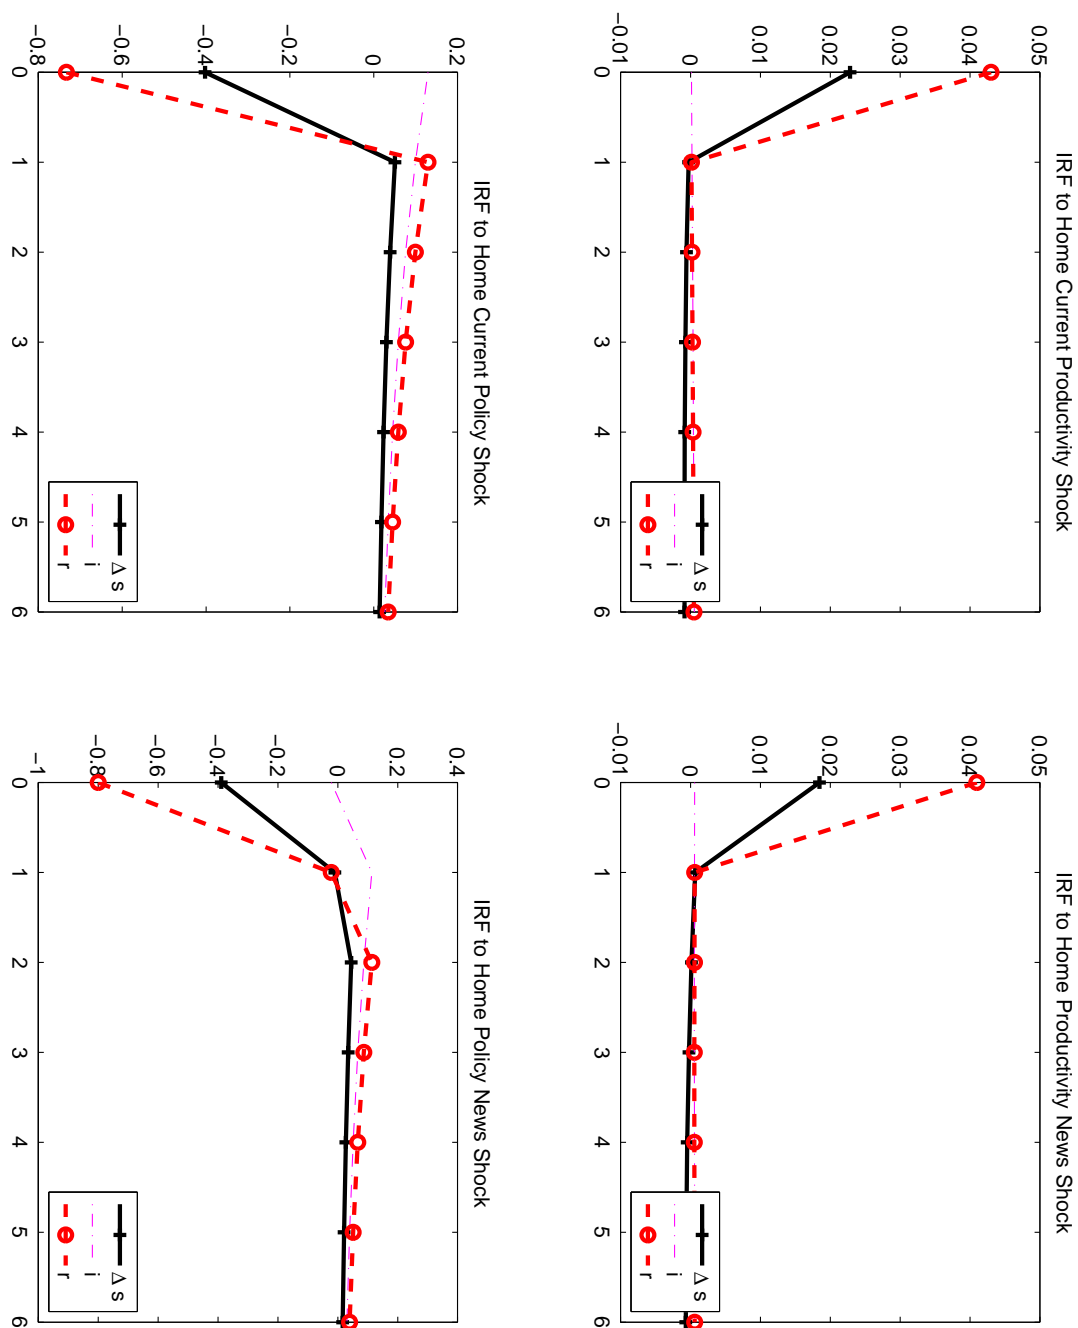 IRF to Home Current Productivity Shock
0.05
0.04
0.03
0.02
0.01
0
−0.01
0 1 2 3 4 5 6
Δ s
i
r
IRF to Home Productivity News Shock
0.05
0.04
0.03
0.02
0.01
0
−0.01
0 1 2 3 4 5 6
Δ s
i
r
IRF to Home Current Policy Shock
0.2
0
−0.2
−0.4
−0.6
−0.8
0 1 2 3 4 5 6
Δ s
i
r
IRF to Home Policy News Shock
0.4
0.2
0
−0.2
−0.4
−0.6
−0.8
−1
0 1 2 3 4 5 6
Δ s
i
r